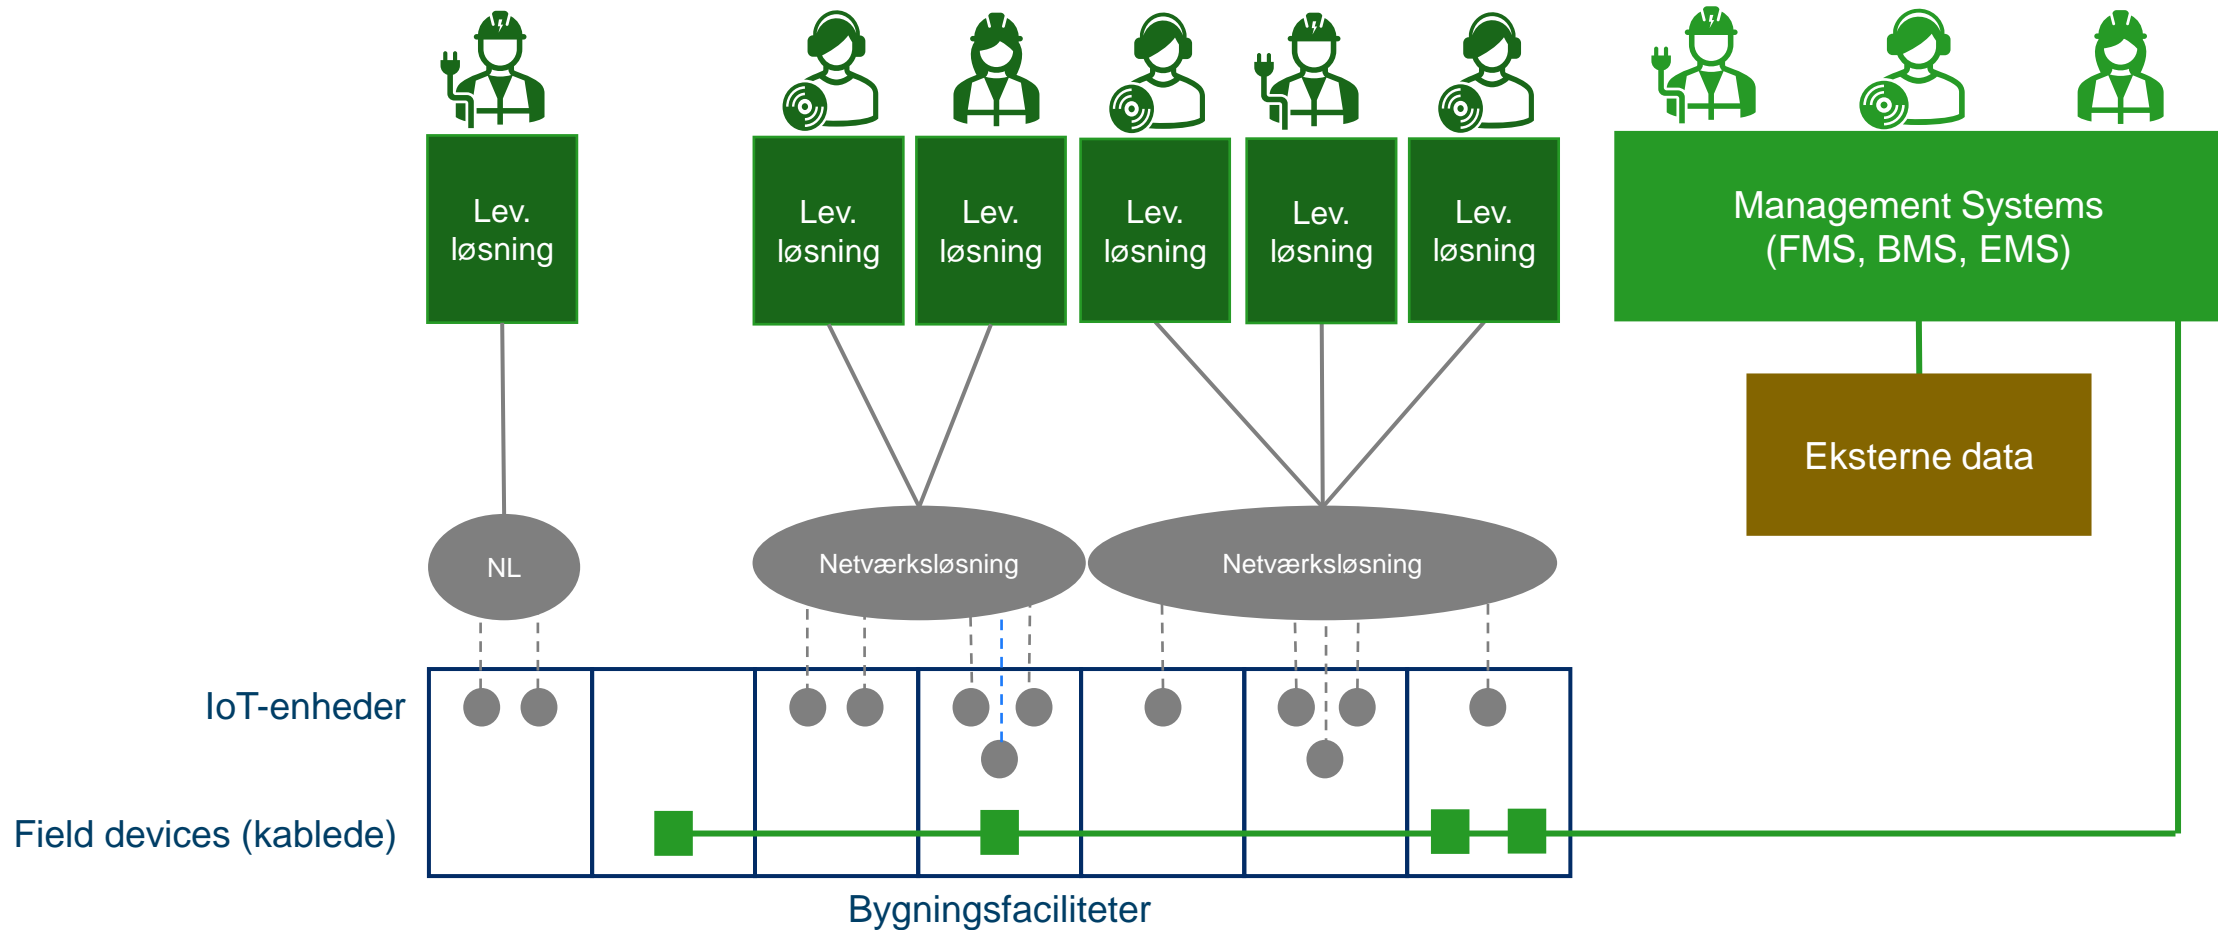 Lev.
løsning
Lev.
løsning
Lev.
løsning
Lev.
løsning
Lev.
løsning
Lev.
løsning
Management Systems
(FMS, BMS, EMS)
Eksterne data
NL
Netværksløsning
Netværksløsning
IoT-enheder
Field devices (kablede)
Bygningsfaciliteter